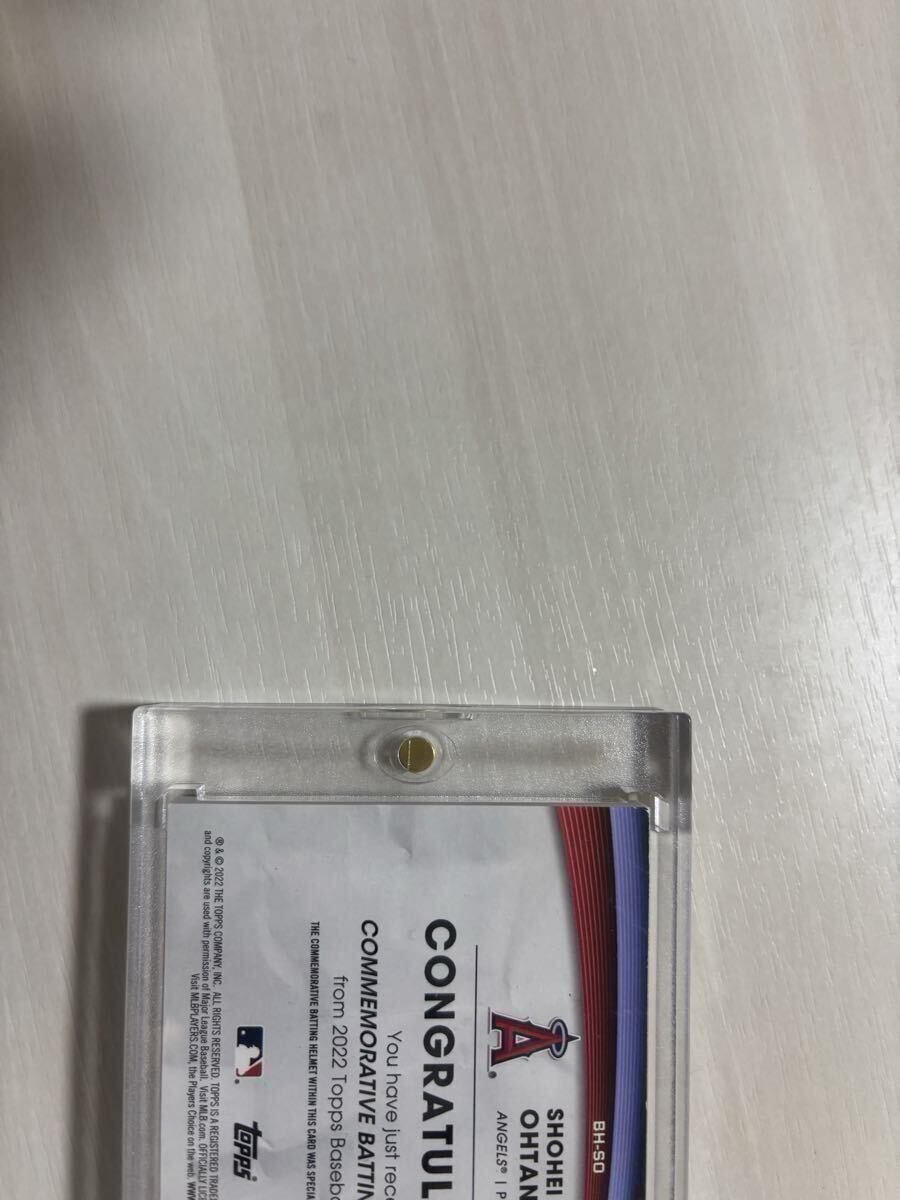 BH-SO
SHOHEI
OHTAN
ANGELS® | P
CONGRATUL
You have just rece
COMMEMORATIVE BATTIN
from 2022 Topps Baseb
THE COMMEMORATIVE BATTING HELMET WITHIN THIS CARD WAS SPECIA
® & © 2022 THE TOPPS COMPANY, INC. ALL RIGHTS RESERVED. TOPPS IS A REGISTERED TRADE
and copyrights are used with permission of Major League Baseball. Visit MLB.com. OFFICIALLY LIC
Visit MLBPLAYERS.COM, the Players Choice on the web. WWW
topps